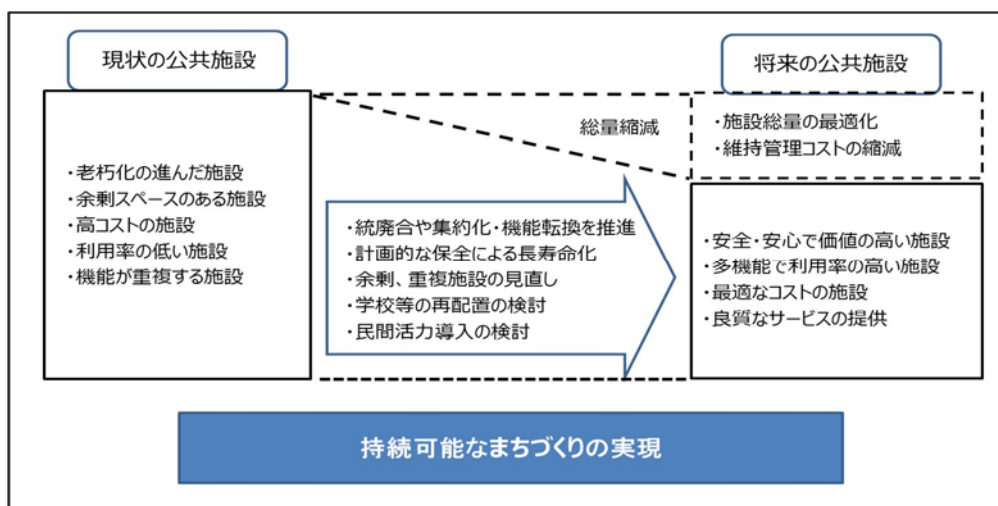 現状の公共施設
・老朽化の進んだ施設
・余剰スペースのある施設
・高コストの施設
・利用率の低い施設
・機能が重複する施設
総量縮減
・統廃合や集約化・機能転換を推進
・計画的な保全による長寿命化
・余剰、重複施設の見直し
・学校等の再配置の検討
・民間活力導入の検討
将来の公共施設
・施設総量の最適化
・維持管理コストの縮減
・安全・安心で価値の高い施設
・多機能で利用率の高い施設
・最適なコストの施設
・良質なサービスの提供
持続可能なまちづくりの実現